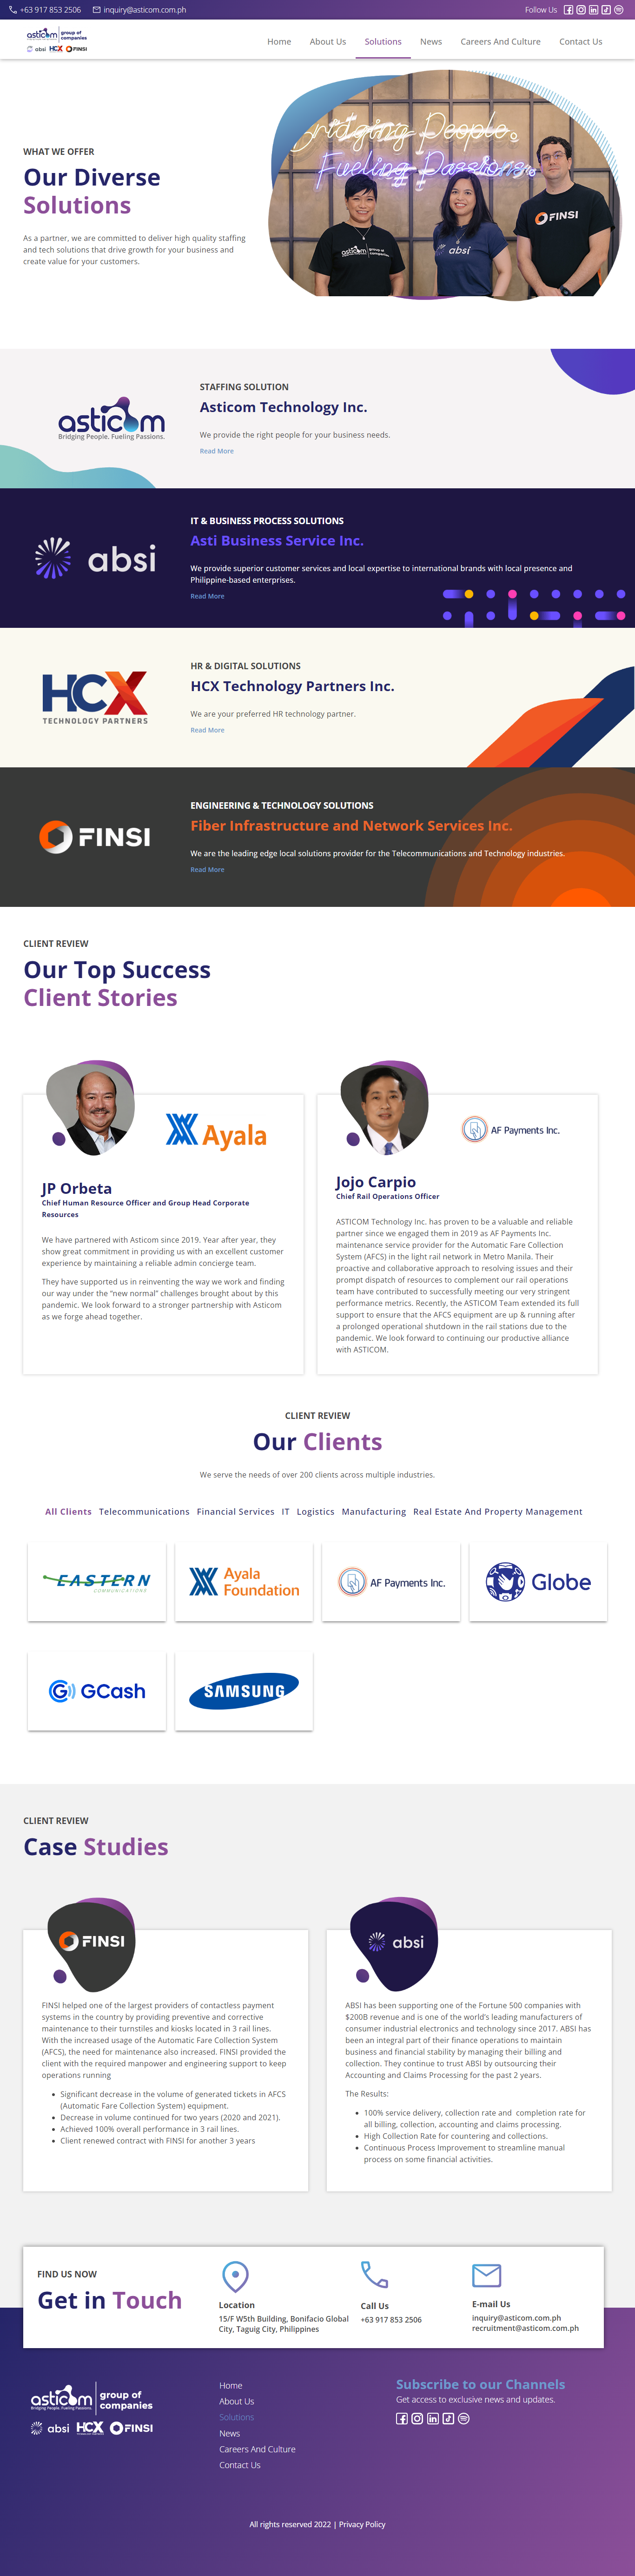 +63 917 853 2506 inquiry@asticom.com.ph Follow Us
asticom group of companies
Bridging People. Fueling Passions.
absi HCX FINSI
Home About Us Solutions News Careers And Culture Contact Us
WHAT WE OFFER
Our Diverse
Solutions
As a partner, we are committed to deliver high quality staffing
and tech solutions that drive growth for your business and
create value for your customers.
Bridging People.
Fueling Passions.
asticom group of companies
absi
FINSI
asticom
Bridging People. Fueling Passions.
STAFFING SOLUTION
Asticom Technology Inc.
We provide the right people for your business needs.
Read More
absi
IT & BUSINESS PROCESS SOLUTIONS
Asti Business Service Inc.
We provide superior customer services and local expertise to international brands with local presence and
Philippine-based enterprises.
Read More
HCX
TECHNOLOGY PARTNERS
HR & DIGITAL SOLUTIONS
HCX Technology Partners Inc.
We are your preferred HR technology partner.
Read More
FINSI
ENGINEERING & TECHNOLOGY SOLUTIONS
Fiber Infrastructure and Network Services Inc.
We are the leading edge local solutions provider for the Telecommunications and Technology industries.
Read More
CLIENT REVIEW
Our Top Success
Client Stories
Ayala
JP Orbeta
Chief Human Resource Officer and Group Head Corporate
Resources
We have partnered with Asticom since 2019. Year after year, they
show great commitment in providing us with an excellent customer
experience by maintaining a reliable admin concierge team.
They have supported us in reinventing the way we work and finding
our way under the “new normal” challenges brought about by this
pandemic. We look forward to a stronger partnership with Asticom
as we forge ahead together.
AF Payments Inc.
Jojo Carpio
Chief Rail Operations Officer
ASTICOM Technology Inc. has proven to be a valuable and reliable
partner since we engaged them in 2019 as AF Payments Inc.
maintenance service provider for the Automatic Fare Collection
System (AFCS) in the light rail network in Metro Manila. Their
proactive and collaborative approach to resolving issues and their
prompt dispatch of resources to complement our rail operations
team have contributed to successfully meeting our very stringent
performance metrics. Recently, the ASTICOM Team extended its full
support to ensure that the AFCS equipment are up & running after
a prolonged operational shutdown in the rail stations due to the
pandemic. We look forward to continuing our productive alliance
with ASTICOM.
CLIENT REVIEW
Our Clients
We serve the needs of over 200 clients across multiple industries.
All Clients Telecommunications Financial Services IT Logistics Manufacturing Real Estate And Property Management
EASTERN
COMMUNICATIONS
Ayala
Foundation
AF Payments Inc.
Globe
GCash
SAMSUNG
CLIENT REVIEW
Case Studies
FINSI
FINSI helped one of the largest providers of contactless payment
systems in the country by providing preventive and corrective
maintenance to their turnstiles and kiosks located in 3 rail lines.
With the increased usage of the Automatic Fare Collection System
(AFCS), the need for maintenance also increased. FINSI provided the
client with the required manpower and engineering support to keep
operations running
• Significant decrease in the volume of generated tickets in AFCS
(Automatic Fare Collection System) equipment.
• Decrease in volume continued for two years (2020 and 2021).
• Achieved 100% overall performance in 3 rail lines.
• Client renewed contract with FINSI for another 3 years
absi
ABSI has been supporting one of the Fortune 500 companies with
$200B revenue and is one of the world’s leading manufacturers of
consumer industrial electronics and technology since 2017. ABSI has
been an integral part of their finance operations to maintain
business and financial stability by managing their billing and
collection. They continue to trust ABSI by outsourcing their
Accounting and Claims Processing for the past 2 years.
The Results:
• 100% service delivery, collection rate and completion rate for
all billing, collection, accounting and claims processing.
• High Collection Rate for countering and collections.
• Continuous Process Improvement to streamline manual
process on some financial activities.
FIND US NOW
Get in Touch
Location
15/F W5th Building, Bonifacio Global
City, Taguig City, Philippines
Call Us
+63 917 853 2506
E-mail Us
inquiry@asticom.com.ph
recruitment@asticom.com.ph
asticom group of companies
Bridging People. Fueling Passions.
absi HCX FINSI
Home
About Us
Solutions
News
Careers And Culture
Contact Us
Subscribe to our Channels
Get access to exclusive news and updates.
All rights reserved 2022 | Privacy Policy